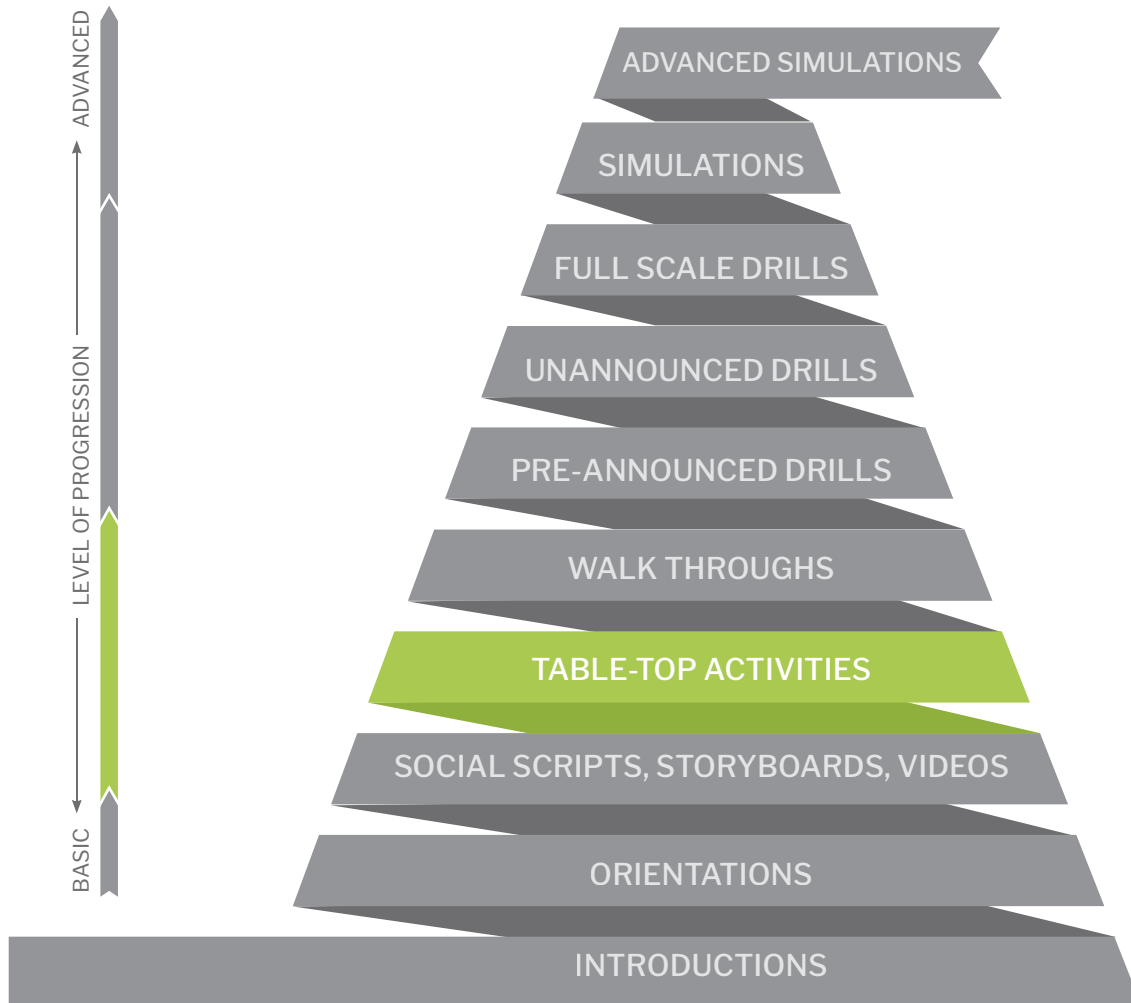 ADVANCED
LEVEL OF PROGRESSION
BASIC
ADVANCED SIMULATIONS
SIMULATIONS
FULL SCALE DRILLS
UNANNOUNCED DRILLS
PRE-ANNOUNCED DRILLS
WALK THROUGHS
TABLE-TOP ACTIVITIES
SOCIAL SCRIPTS, STORYBOARDS, VIDEOS
ORIENTATIONS
INTRODUCTIONS